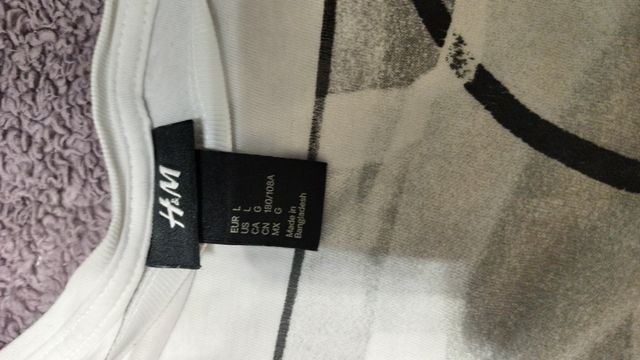 H&M
EUR L
US L
CA G
CN 180/108A
MX G
Made in
Bangladesh